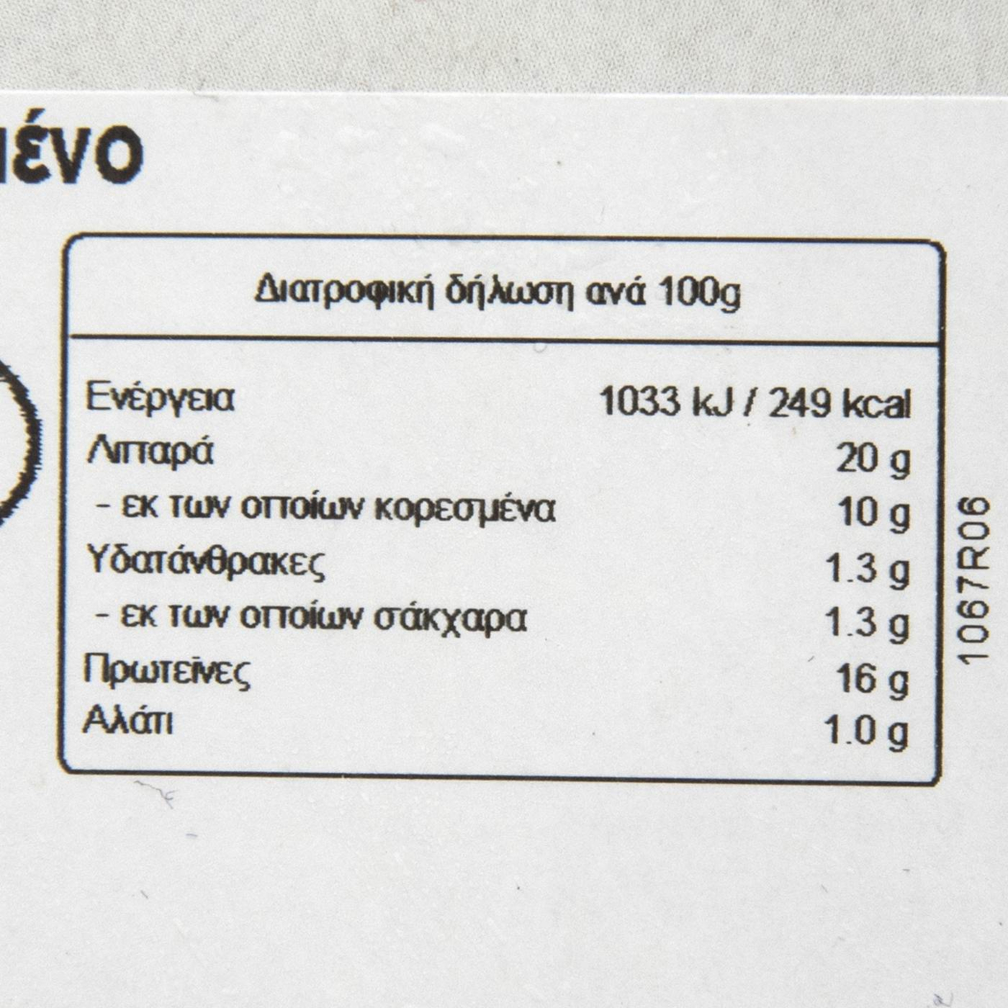 Διατροφική δήλωση ανά 100g
Ενέργεια 1033 kJ / 249 kcal
Λιπαρά 20 g
- εκ των οποίων κορεσμένα 10 g
Υδατάνθρακες 1.3 g
- εκ των οποίων σάκχαρα 1.3 g
Πρωτεΐνες 16 g
Αλάτι 1.0 g
1067R06